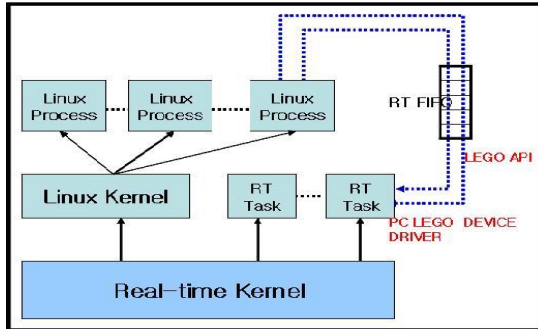 Linux
Process
Linux
Process
Linux
Process
RT FIFO
LEGO API
Linux Kernel
RT
Task
RT
Task
PC LEGO DEVICE
DRIVER
Real-time Kernel